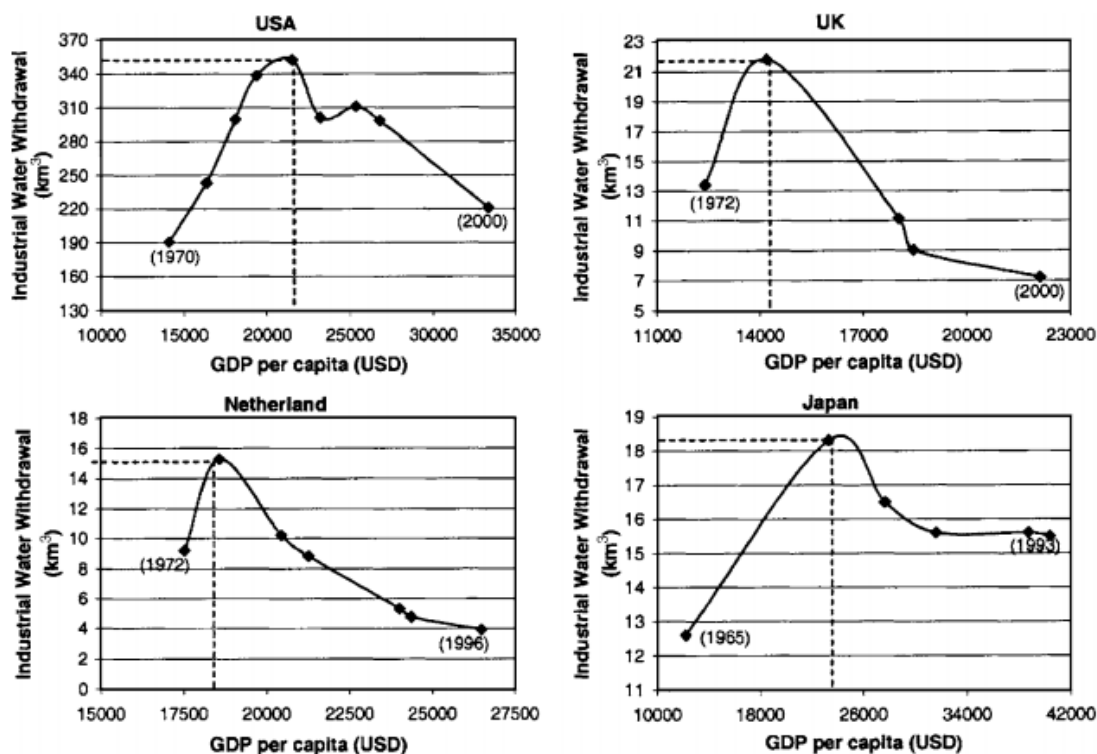 USA
Industrial Water Withdrawal
(km³)
370
340
310
280
250
220
190
160
130
(1970)
(2000)
10000 15000 20000 25000 30000 35000
GDP per capita (USD)
UK
Industrial Water Withdrawal
(km³)
23
21
19
17
15
13
11
9
7
5
(1972)
(2000)
11000 14000 17000 20000 23000
GDP per capita (USD)
Netherland
Industrial Water Withdrawal
(km³)
18
16
14
12
10
8
6
4
2
0
(1972)
(1996)
15000 17500 20000 22500 25000 27500
GDP per capita (USD)
Japan
Industrial Water Withdrawal
(km³)
19
18
17
16
15
14
13
12
11
(1965)
(1993)
10000 18000 26000 34000 42000
GDP per capita (USD)